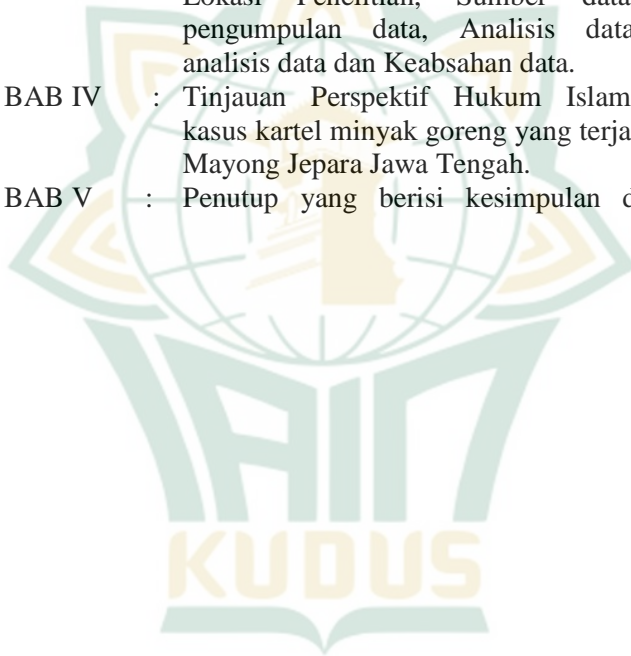 Lokasi Penelitian, Sumber data
pengumpulan data, Analisis data
analisis data dan Keabsahan data.
BAB IV : Tinjauan Perspektif Hukum Islam
kasus kartel minyak goreng yang terja
Mayong Jepara Jawa Tengah.
BAB V : Penutup yang berisi kesimpulan d
IAIN
KUDUS